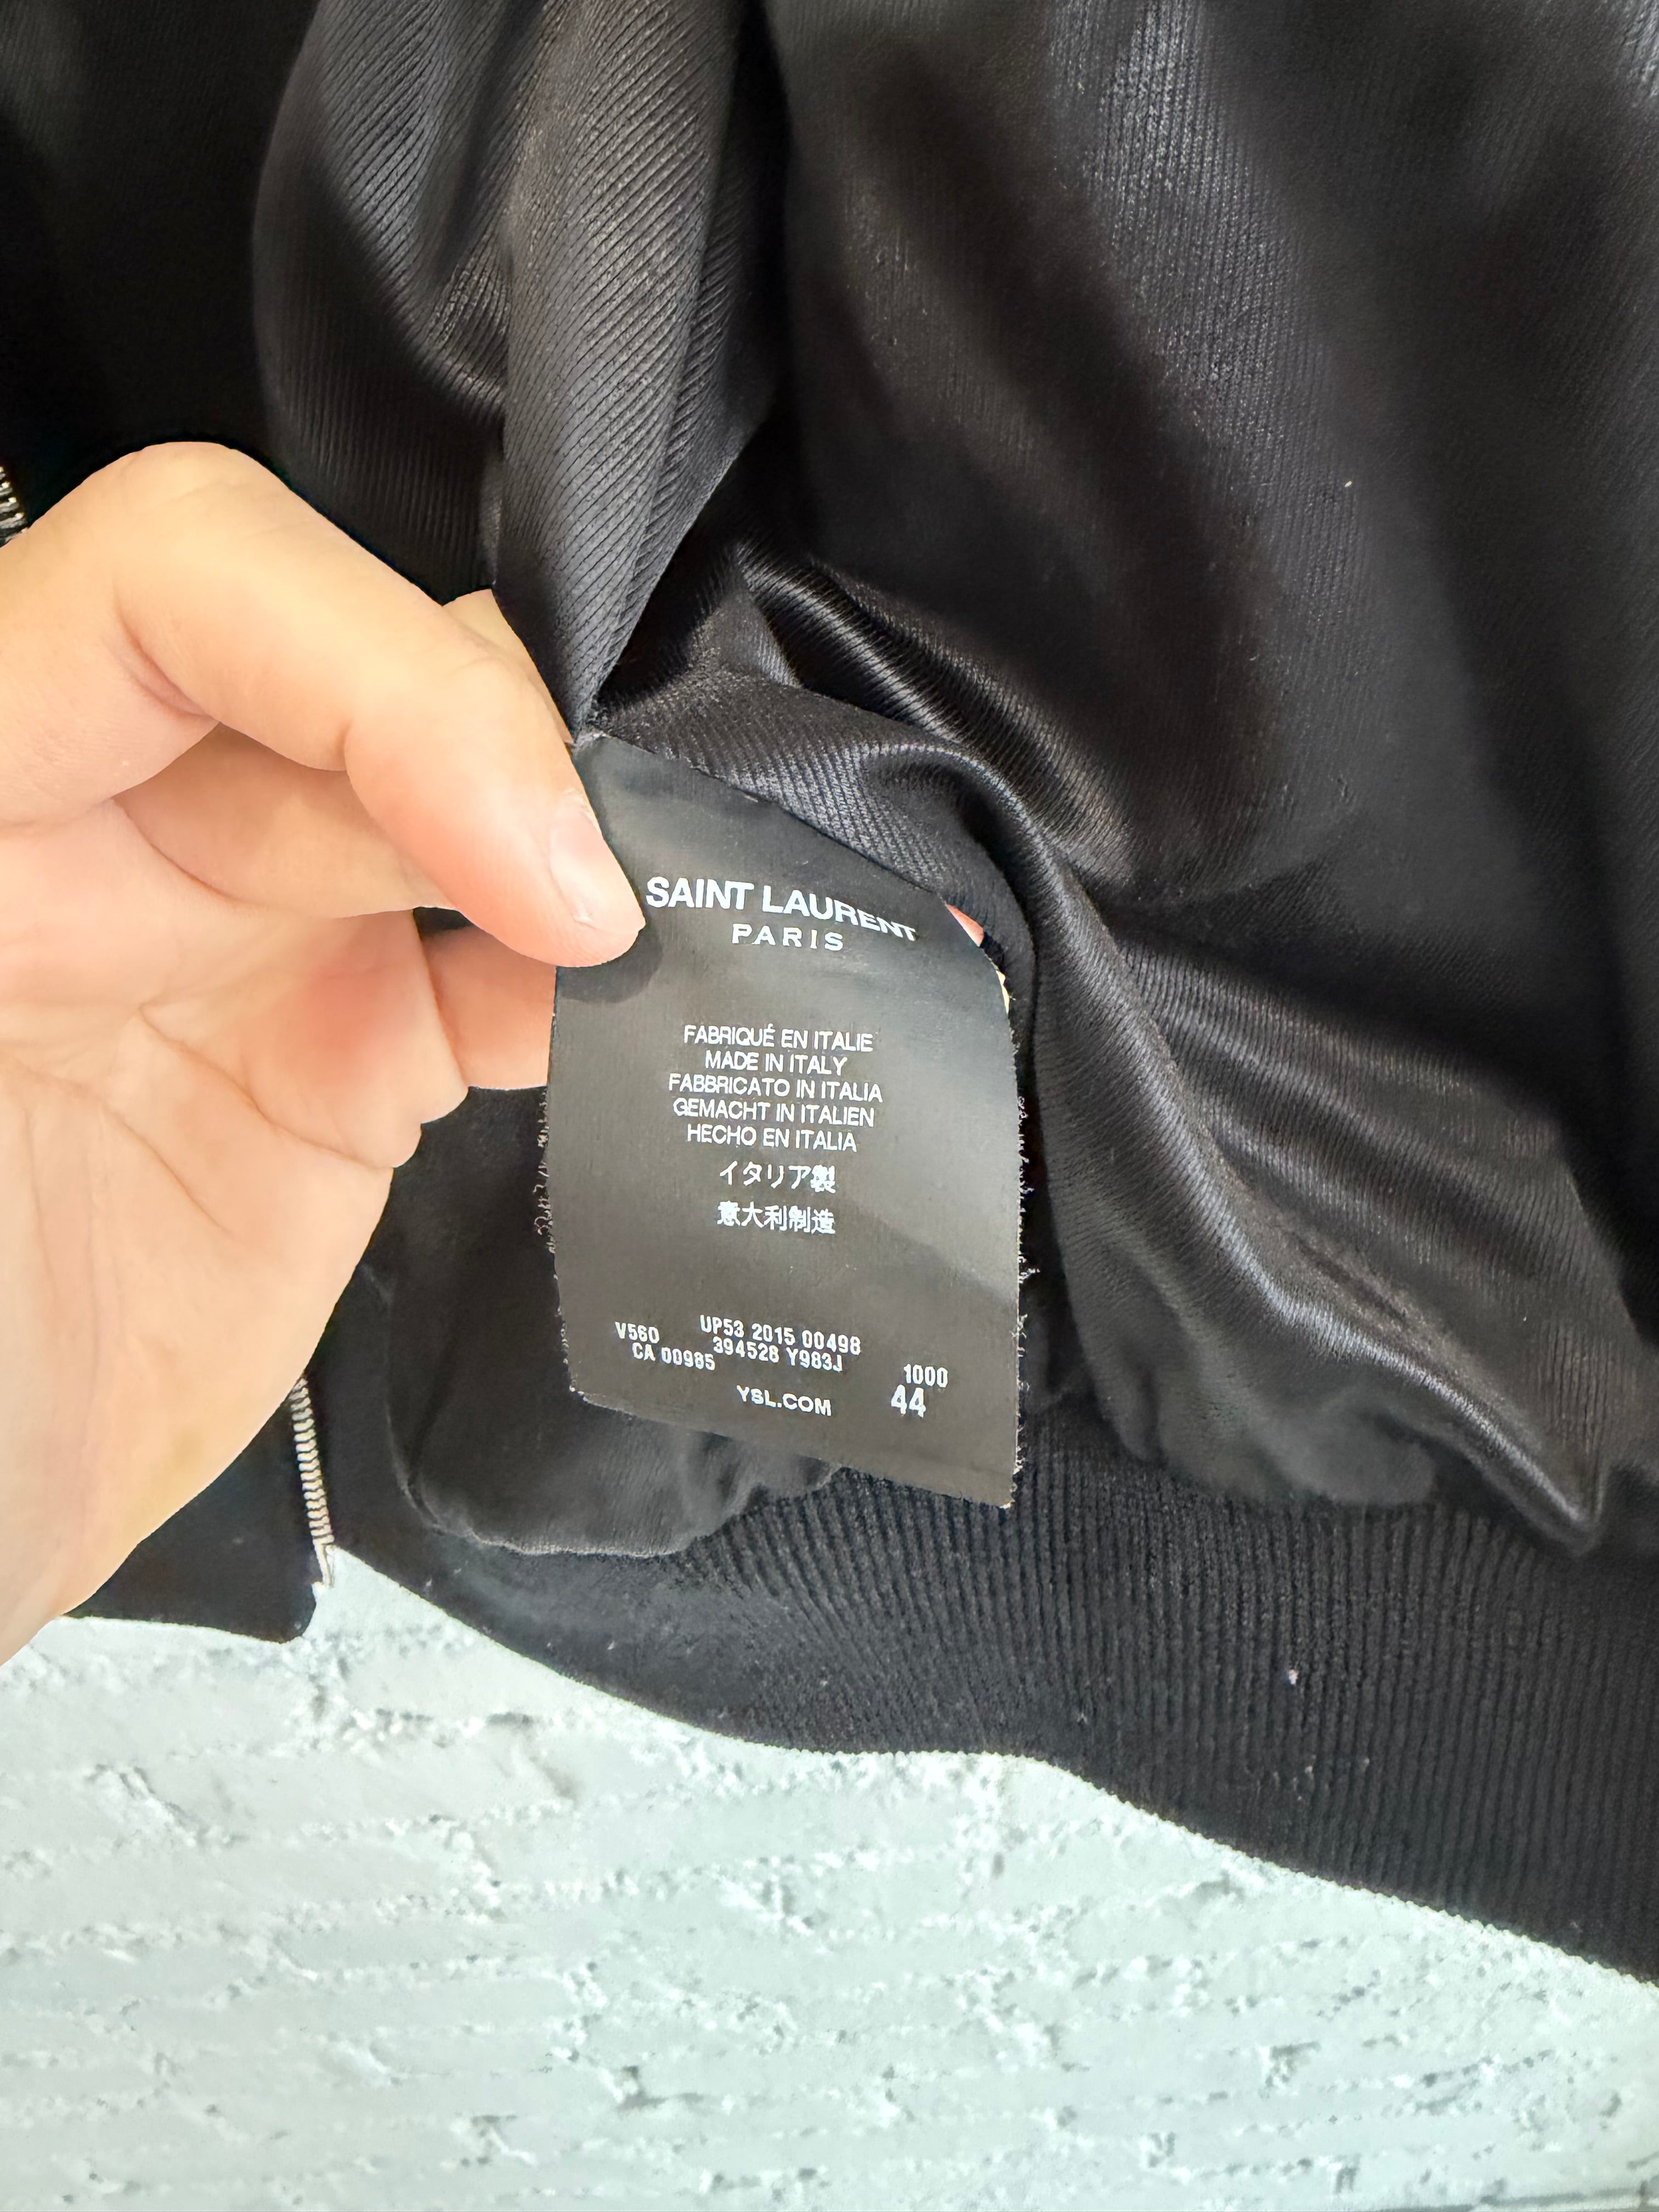 SAINT LAURENT
PARIS
FABRIQUÉ EN ITALIE
MADE IN ITALY
FABBRICATO IN ITALIA
GEMACHT IN ITALIEN
HECHO EN ITALIA
イタリア製
意大利制造
V560 UP53 2015 00498
394528 Y983J
CA 00985 1000
YSL.COM 44